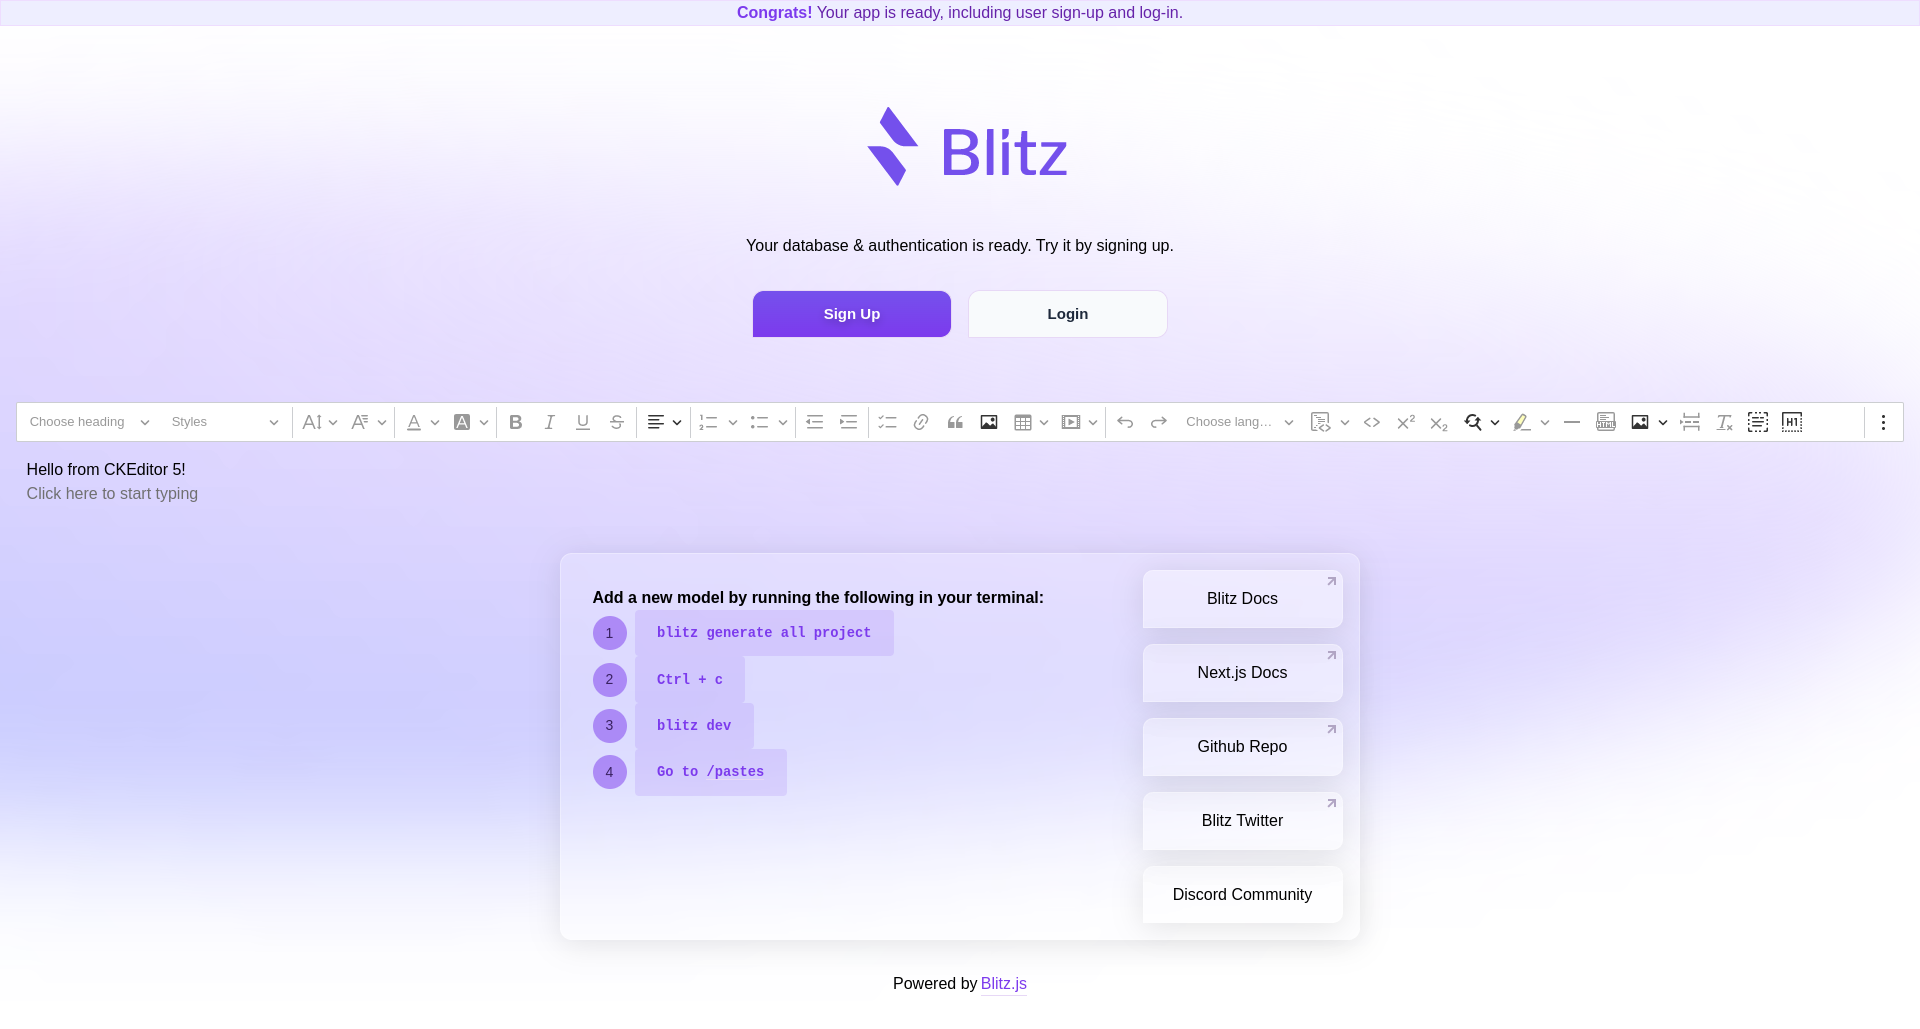 Congrats! Your app is ready, including user sign-up and log-in.
Blitz
Your database & authentication is ready. Try it by signing up.
Sign Up
Login
Choose heading
Styles
Choose lang…
Hello from CKEditor 5!
Click here to start typing
Add a new model by running the following in your terminal:
1 blitz generate all project
2 Ctrl + c
3 blitz dev
4 Go to /pastes
Blitz Docs
Next.js Docs
Github Repo
Blitz Twitter
Discord Community
Powered by Blitz.js